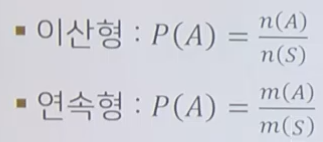 ▪ 이산형 : P(A) = n(A)/n(S)
▪ 연속형 : P(A) = m(A)/m(S)